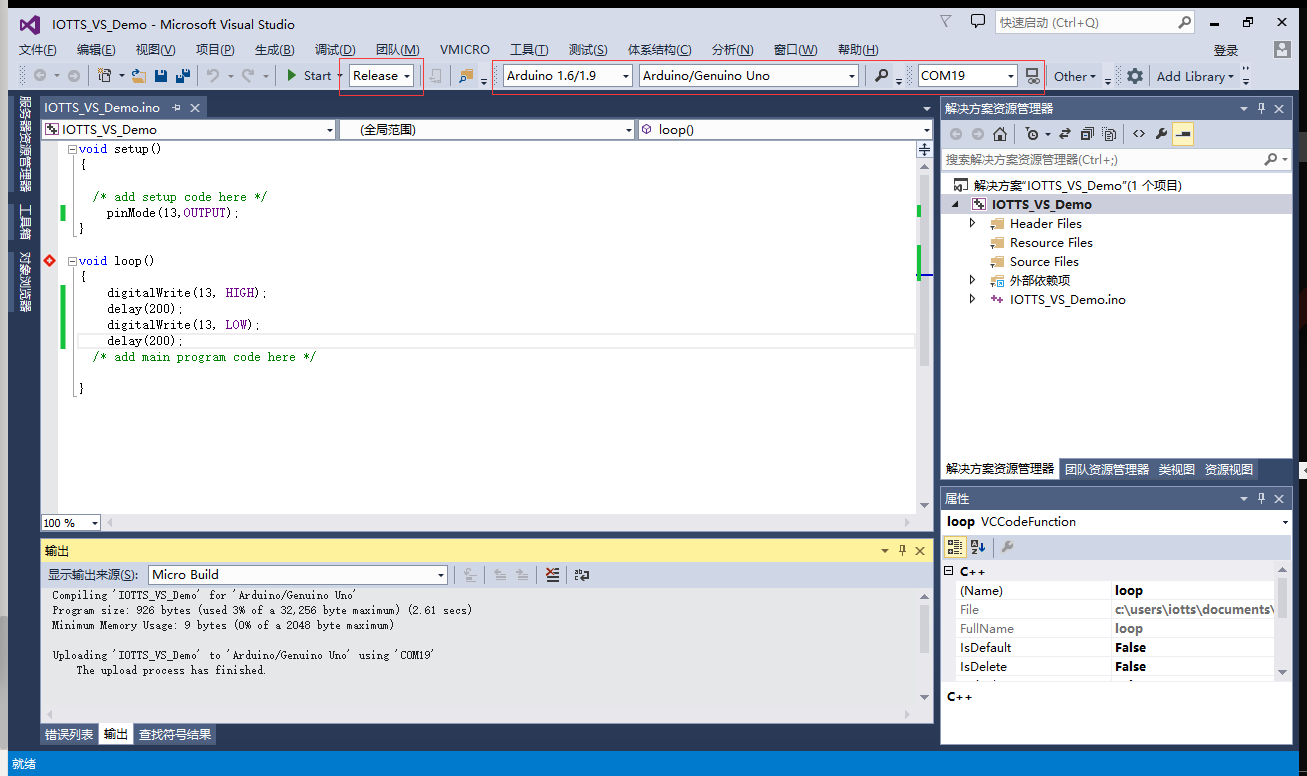 IOTTS_VS_Demo - Microsoft Visual Studio
快速启动 (Ctrl+Q)
文件(F) 编辑(E) 视图(V) 项目(P) 生成(B) 调试(D) 团队(M) VMICRO 工具(T) 测试(S) 体系结构(C) 分析(N) 窗口(W) 帮助(H) 登录
Start Release Arduino 1.6/1.9 Arduino/Genuino Uno COM19 Other Add Library
服务器资源管理器
工具箱
对象浏览器
IOTTS_VS_Demo.ino
IOTTS_VS_Demo (全局范围) loop()
void setup()
{
/* add setup code here */
pinMode(13,OUTPUT);
}
void loop()
{
digitalWrite(13, HIGH);
delay(200);
digitalWrite(13, LOW);
delay(200);
/* add main program code here */
}
100 %
输出
显示输出来源(S): Micro Build
Compiling 'IOTTS_VS_Demo' for 'Arduino/Genuino Uno'
Program size: 926 bytes (used 3% of a 32,256 byte maximum) (2.61 secs)
Minimum Memory Usage: 9 bytes (0% of a 2048 byte maximum)
Uploading 'IOTTS_VS_Demo' to 'Arduino/Genuino Uno' using 'COM19'
The upload process has finished.
错误列表 输出 查找符号结果
解决方案资源管理器
搜索解决方案资源管理器(Ctrl+;)
解决方案"IOTTS_VS_Demo"(1 个项目)
IOTTS_VS_Demo
Header Files
Resource Files
Source Files
外部依赖项
IOTTS_VS_Demo.ino
解决方案资源管理器 团队资源管理器 类视图 资源视图
属性
loop VCCodeFunction
C++
(Name) loop
File c:\users\iotts\documents\
FullName loop
IsDefault False
IsDelete False
C++
就绪